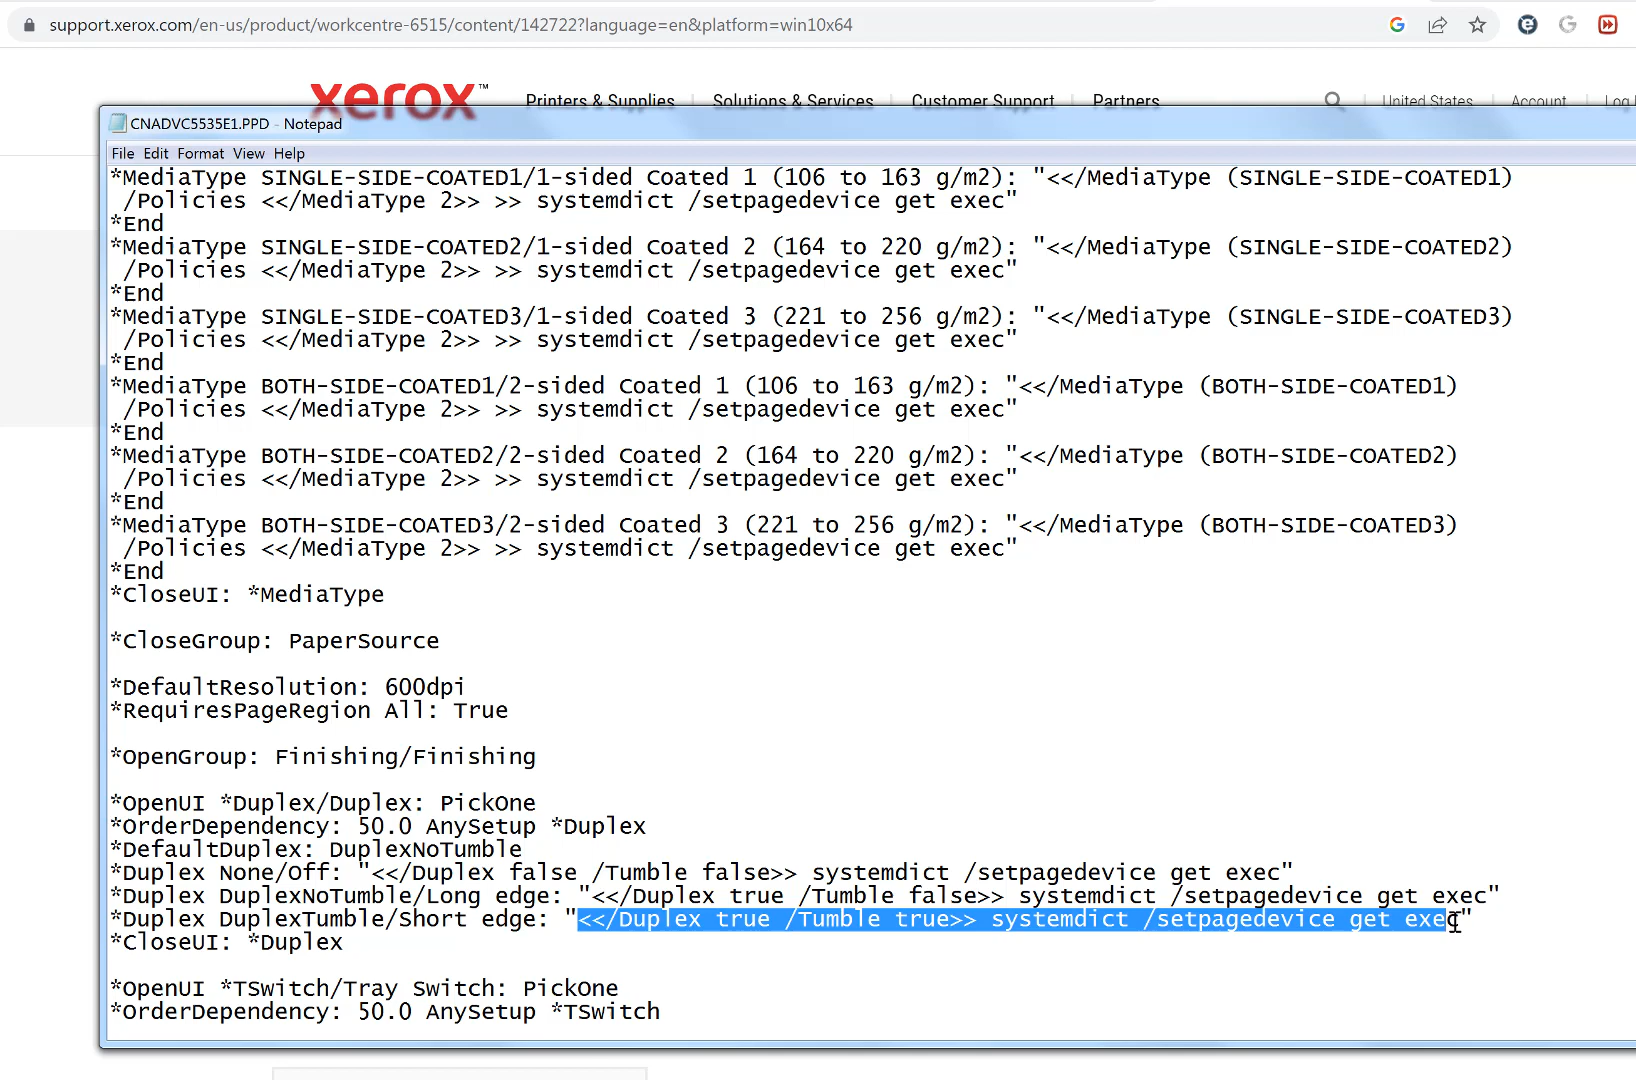 support.xerox.com/en-us/product/workcentre-6515/content/142722?language=en&platform=win10x64
xerox™
Printers & Supplies
Solutions & Services
Customer Support
Partners
United States
Account
Log
CNADVC5535E1.PPD - Notepad
File Edit Format View Help
*MediaType SINGLE-SIDE-COATED1/1-sided Coated 1 (106 to 163 g/m2): "<</MediaType (SINGLE-SIDE-COATED1)
/Policies <</MediaType 2>> >> systemdict /setpagedevice get exec"
*End
*MediaType SINGLE-SIDE-COATED2/1-sided Coated 2 (164 to 220 g/m2): "<</MediaType (SINGLE-SIDE-COATED2)
/Policies <</MediaType 2>> >> systemdict /setpagedevice get exec"
*End
*MediaType SINGLE-SIDE-COATED3/1-sided Coated 3 (221 to 256 g/m2): "<</MediaType (SINGLE-SIDE-COATED3)
/Policies <</MediaType 2>> >> systemdict /setpagedevice get exec"
*End
*MediaType BOTH-SIDE-COATED1/2-sided Coated 1 (106 to 163 g/m2): "<</MediaType (BOTH-SIDE-COATED1)
/Policies <</MediaType 2>> >> systemdict /setpagedevice get exec"
*End
*MediaType BOTH-SIDE-COATED2/2-sided Coated 2 (164 to 220 g/m2): "<</MediaType (BOTH-SIDE-COATED2)
/Policies <</MediaType 2>> >> systemdict /setpagedevice get exec"
*End
*MediaType BOTH-SIDE-COATED3/2-sided Coated 3 (221 to 256 g/m2): "<</MediaType (BOTH-SIDE-COATED3)
/Policies <</MediaType 2>> >> systemdict /setpagedevice get exec"
*End
*CloseUI: *MediaType
*CloseGroup: PaperSource
*DefaultResolution: 600dpi
*RequiresPageRegion All: True
*OpenGroup: Finishing/Finishing
*OpenUI *Duplex/Duplex: PickOne
*OrderDependency: 50.0 AnySetup *Duplex
*DefaultDuplex: DuplexNoTumble
*Duplex None/Off: "<</Duplex false /Tumble false>> systemdict /setpagedevice get exec"
*Duplex DuplexNoTumble/Long edge: "<</Duplex true /Tumble false>> systemdict /setpagedevice get exec"
*Duplex DuplexTumble/Short edge: "<</Duplex true /Tumble true>> systemdict /setpagedevice get exec"
*CloseUI: *Duplex
*OpenUI *TSwitch/Tray Switch: PickOne
*OrderDependency: 50.0 AnySetup *TSwitch